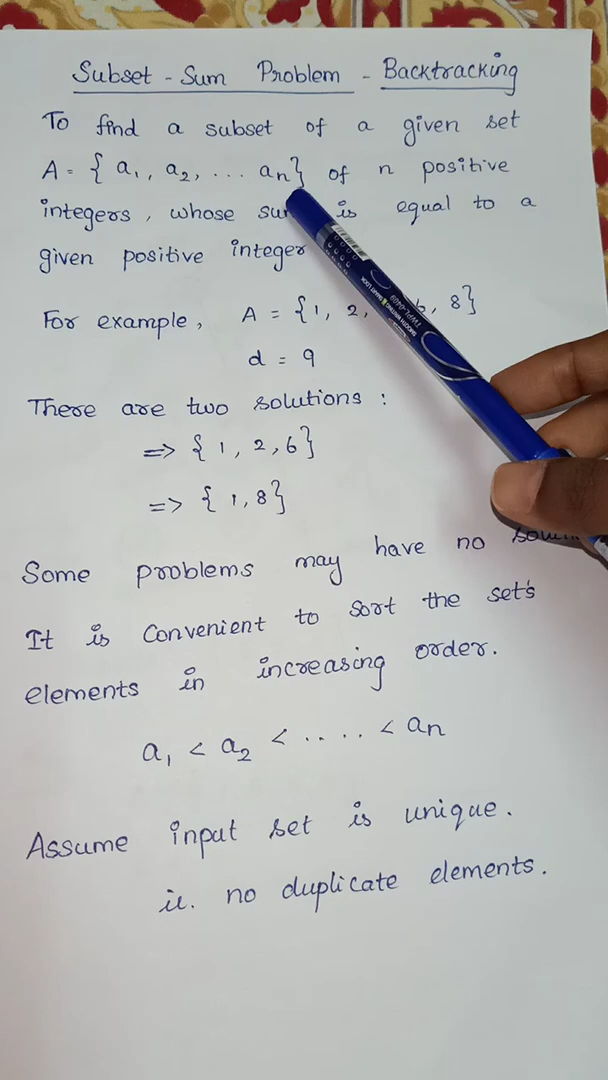 Subset - Sum Problem - Backtracking
To find a subset of a given set
A = { a1, a2, ... an} of n positive
integers, whose is equal to a
given positive integer
For example, A = {1, 2, 6, 8}
d = 9
There are two solutions :
=> { 1, 2, 6}
=> { 1, 8}
Some problems may have no
It is convenient to sort the set's
elements in increasing order.
a1 < a2 < .... < an
Assume input set is unique.
ie. no duplicate elements.